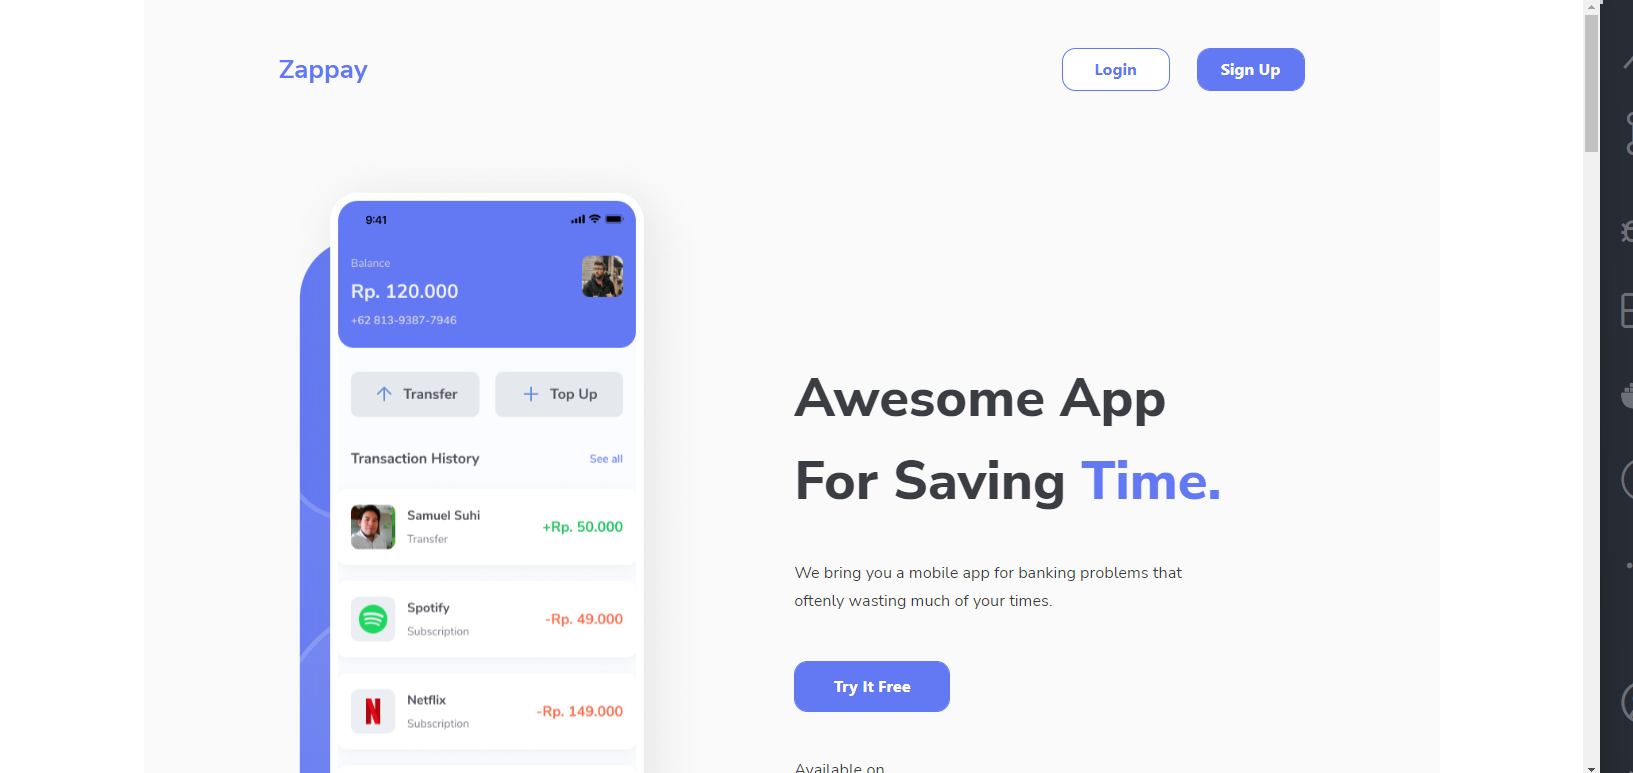 Zappay
Login
Sign Up
9:41
Balance
Rp. 120.000
+62 813-9387-7946
Transfer
Top Up
Transaction History
See all
Samuel Suhi
Transfer
+Rp. 50.000
Spotify
Subscription
-Rp. 49.000
Netflix
Subscription
-Rp. 149.000
Awesome App
For Saving Time.
We bring you a mobile app for banking problems that
oftenly wasting much of your times.
Try It Free
Available on